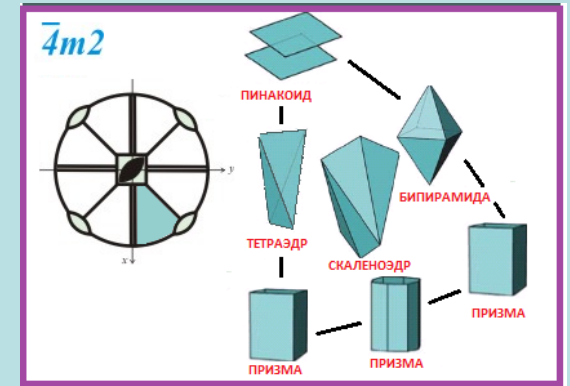 4̅m2
ПИНАКОИД
y
БИПИРАМИДА
ТЕТРАЭДР
СКАЛЕНОЭДР
x
ПРИЗМА
ПРИЗМА
ПРИЗМА